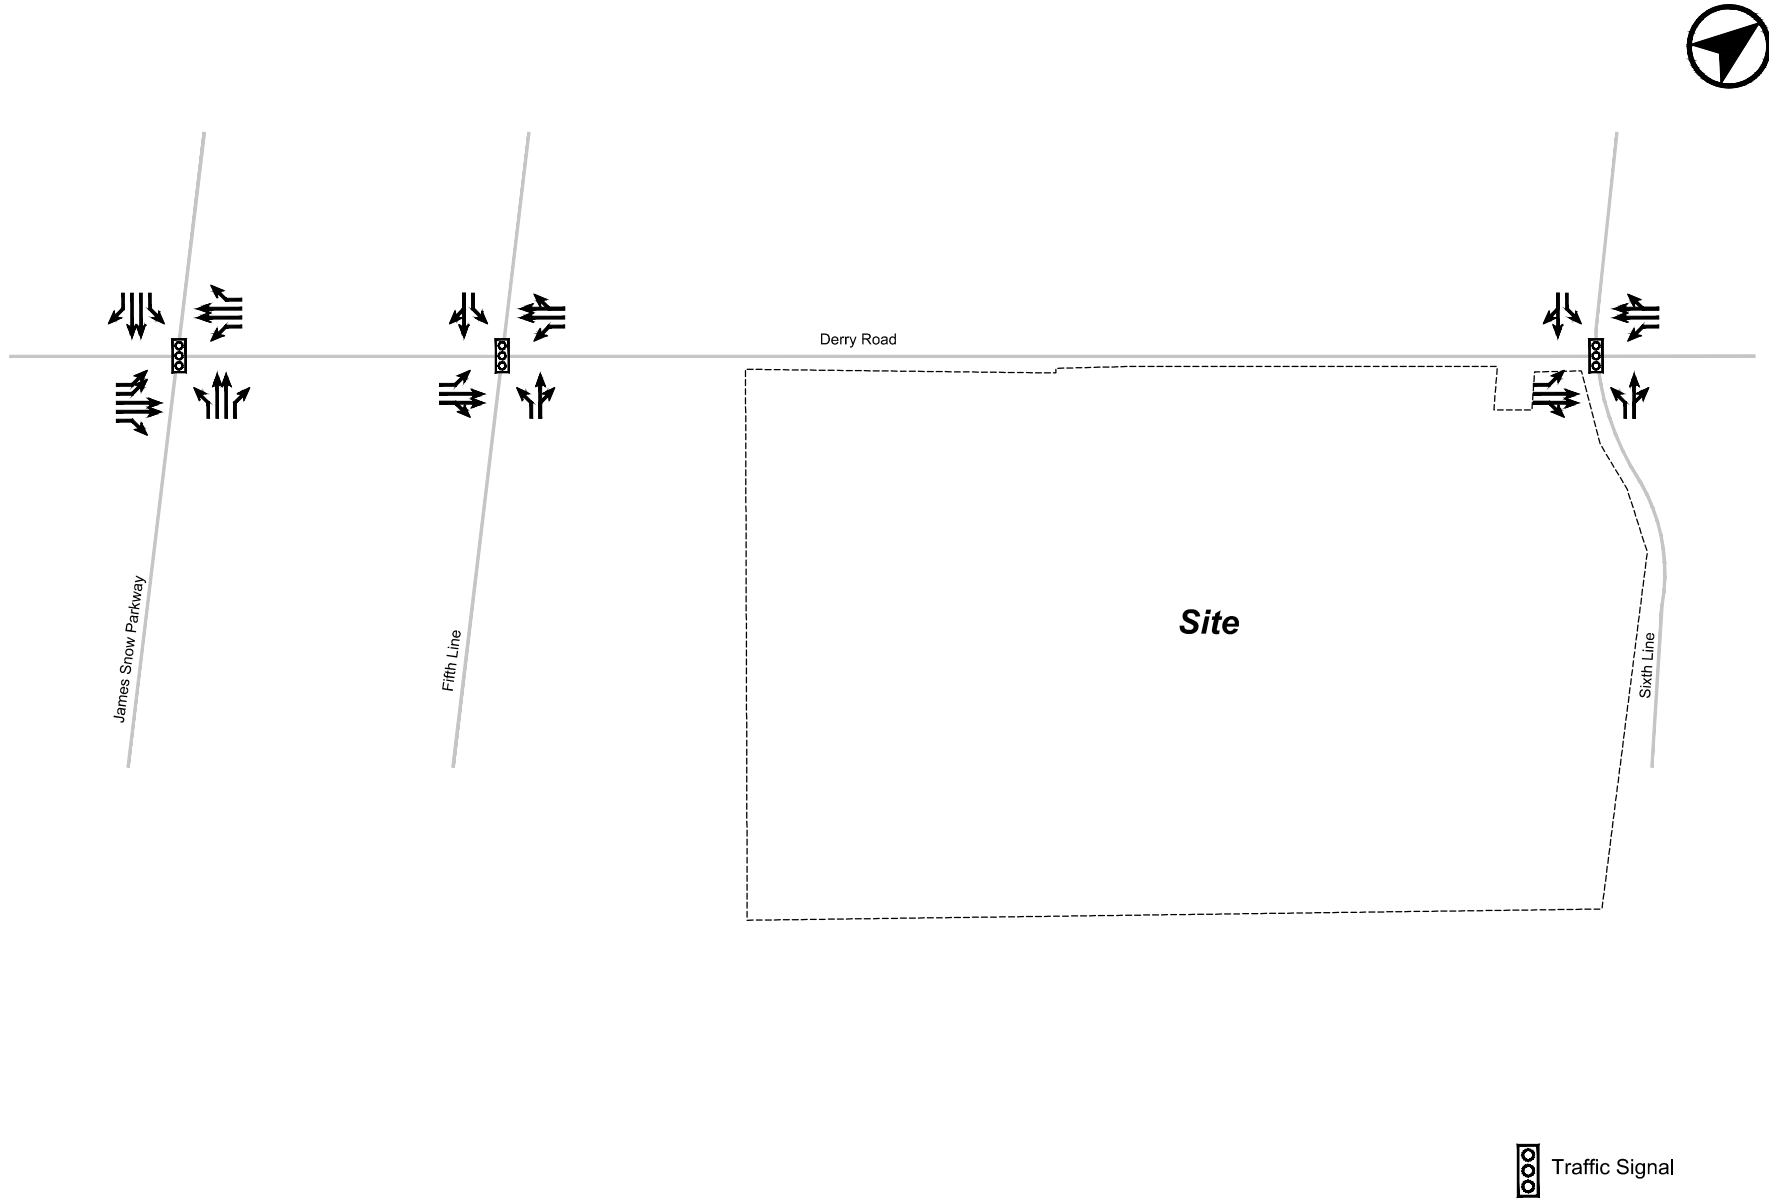 Derry Road
James Snow Parkway
Fifth Line
Site
Sixth Line
Traffic Signal